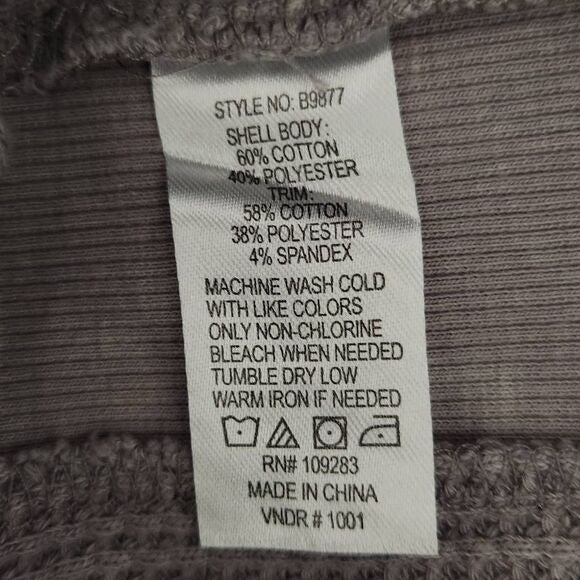 STYLE NO: B9877
SHELL BODY:
60% COTTON
40% POLYESTER
TRIM:
58% COTTON
38% POLYESTER
4% SPANDEX
MACHINE WASH COLD
WITH LIKE COLORS
ONLY NON-CHLORINE
BLEACH WHEN NEEDED
TUMBLE DRY LOW
WARM IRON IF NEEDED
RN# 109283
MADE IN CHINA
VNDR # 1001